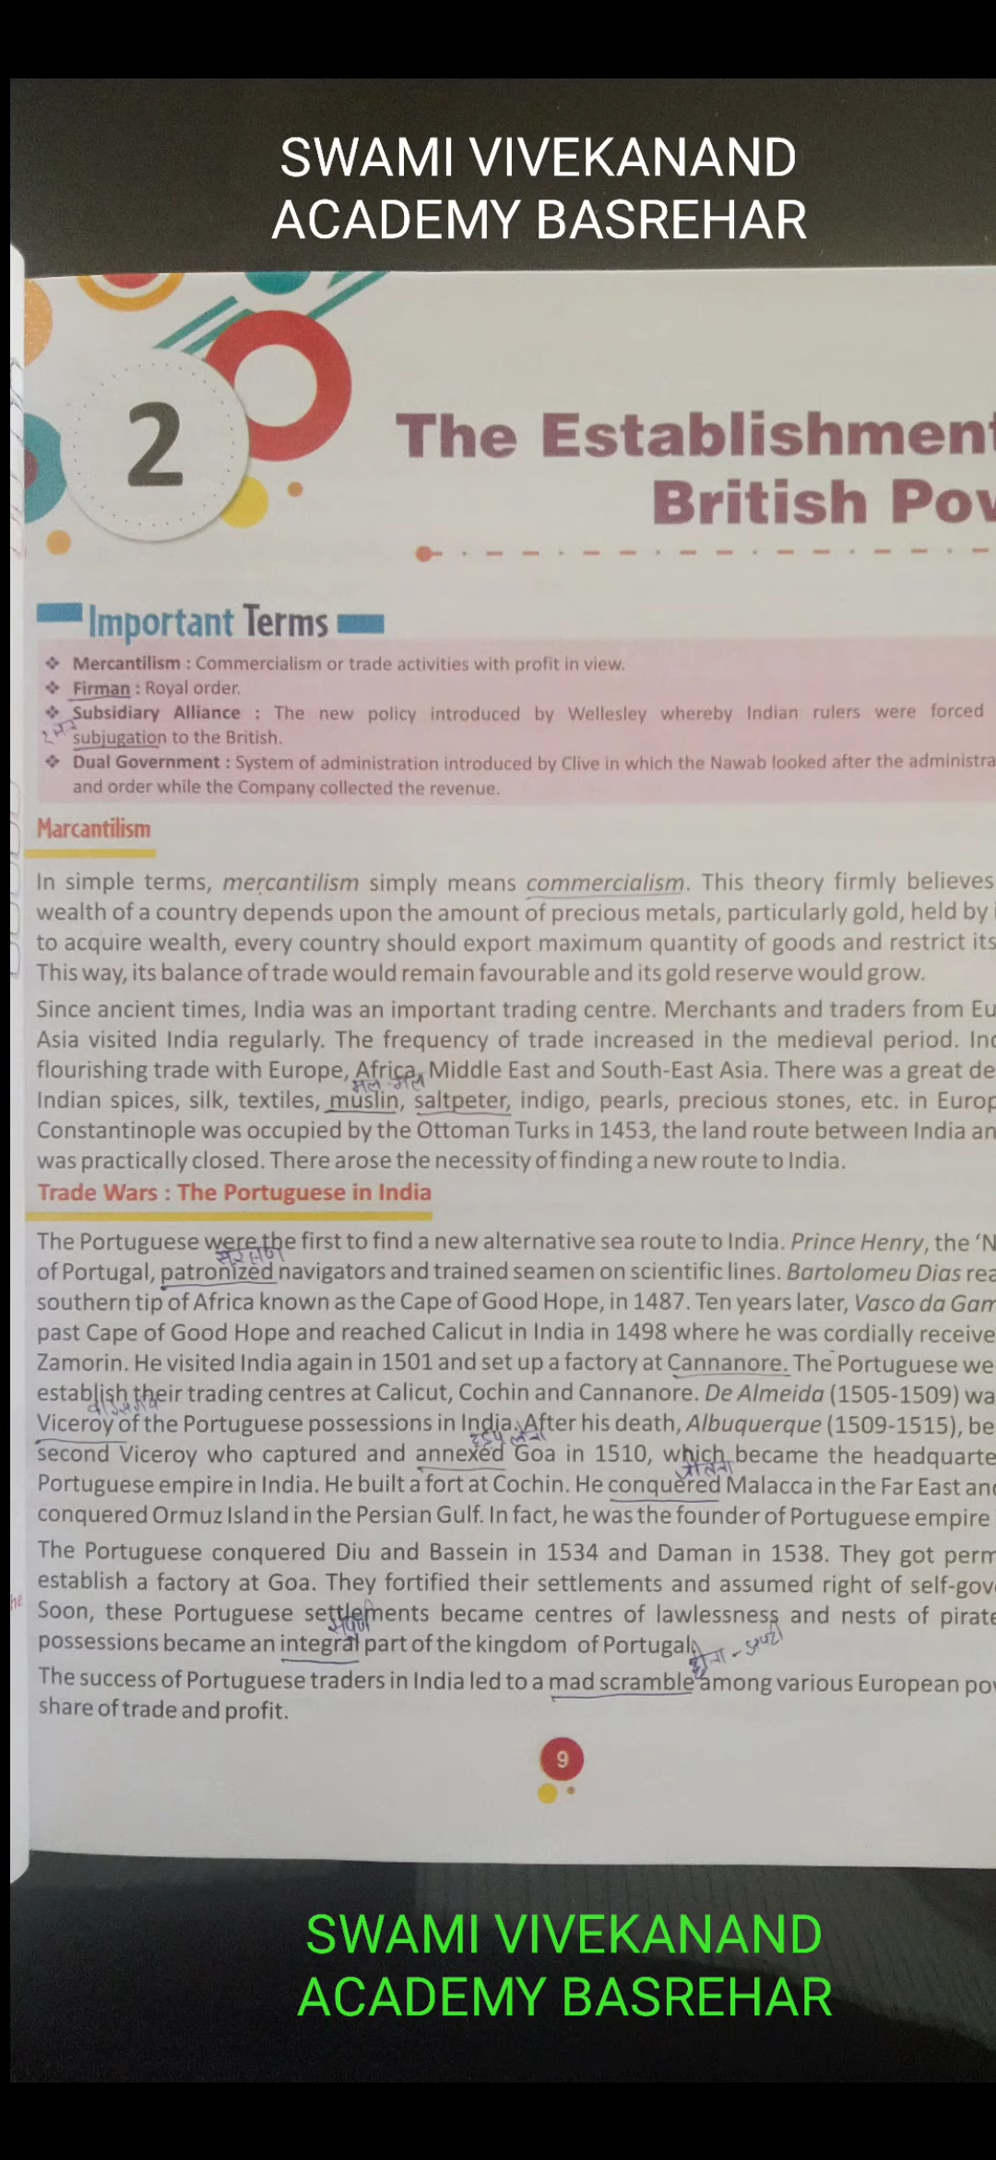 SWAMI VIVEKANAND
ACADEMY BASREHAR
2
The Establishment
British Pow
Important Terms
❖ Mercantilism : Commercialism or trade activities with profit in view.
❖ Firman : Royal order.
❖ Subsidiary Alliance : The new policy introduced by Wellesley whereby Indian rulers were forced
subjugation to the British.
❖ Dual Government : System of administration introduced by Clive in which the Nawab looked after the administra
and order while the Company collected the revenue.
Marcantilism
In simple terms, mercantilism simply means commercialism. This theory firmly believes
wealth of a country depends upon the amount of precious metals, particularly gold, held by
to acquire wealth, every country should export maximum quantity of goods and restrict its
This way, its balance of trade would remain favourable and its gold reserve would grow.
Since ancient times, India was an important trading centre. Merchants and traders from Eu
Asia visited India regularly. The frequency of trade increased in the medieval period. Ind
flourishing trade with Europe, Africa, Middle East and South-East Asia. There was a great de
मल-मल
Indian spices, silk, textiles, muslin, saltpeter, indigo, pearls, precious stones, etc. in Europ
Constantinople was occupied by the Ottoman Turks in 1453, the land route between India an
was practically closed. There arose the necessity of finding a new route to India.
Trade Wars : The Portuguese in India
The Portuguese were the first to find a new alternative sea route to India. Prince Henry, the 'N
of Portugal, patronized navigators and trained seamen on scientific lines. Bartolomeu Dias rea
southern tip of Africa known as the Cape of Good Hope, in 1487. Ten years later, Vasco da Gam
past Cape of Good Hope and reached Calicut in India in 1498 where he was cordially receive
Zamorin. He visited India again in 1501 and set up a factory at Cannanore. The Portuguese we
establish their trading centres at Calicut, Cochin and Cannanore. De Almeida (1505-1509) wa
Viceroy of the Portuguese possessions in India. After his death, Albuquerque (1509-1515), be
हड़प लेना
second Viceroy who captured and annexed Goa in 1510, which became the headquarte
जीतना
Portuguese empire in India. He built a fort at Cochin. He conquered Malacca in the Far East and
conquered Ormuz Island in the Persian Gulf. In fact, he was the founder of Portuguese empire
The Portuguese conquered Diu and Bassein in 1534 and Daman in 1538. They got perm
establish a factory at Goa. They fortified their settlements and assumed right of self-gove
he
Soon, these Portuguese settlements became centres of lawlessness and nests of pirate
possessions became an integral part of the kingdom of Portugal.
The success of Portuguese traders in India led to a mad scramble among various European pow
share of trade and profit.
9
SWAMI VIVEKANAND
ACADEMY BASREHAR